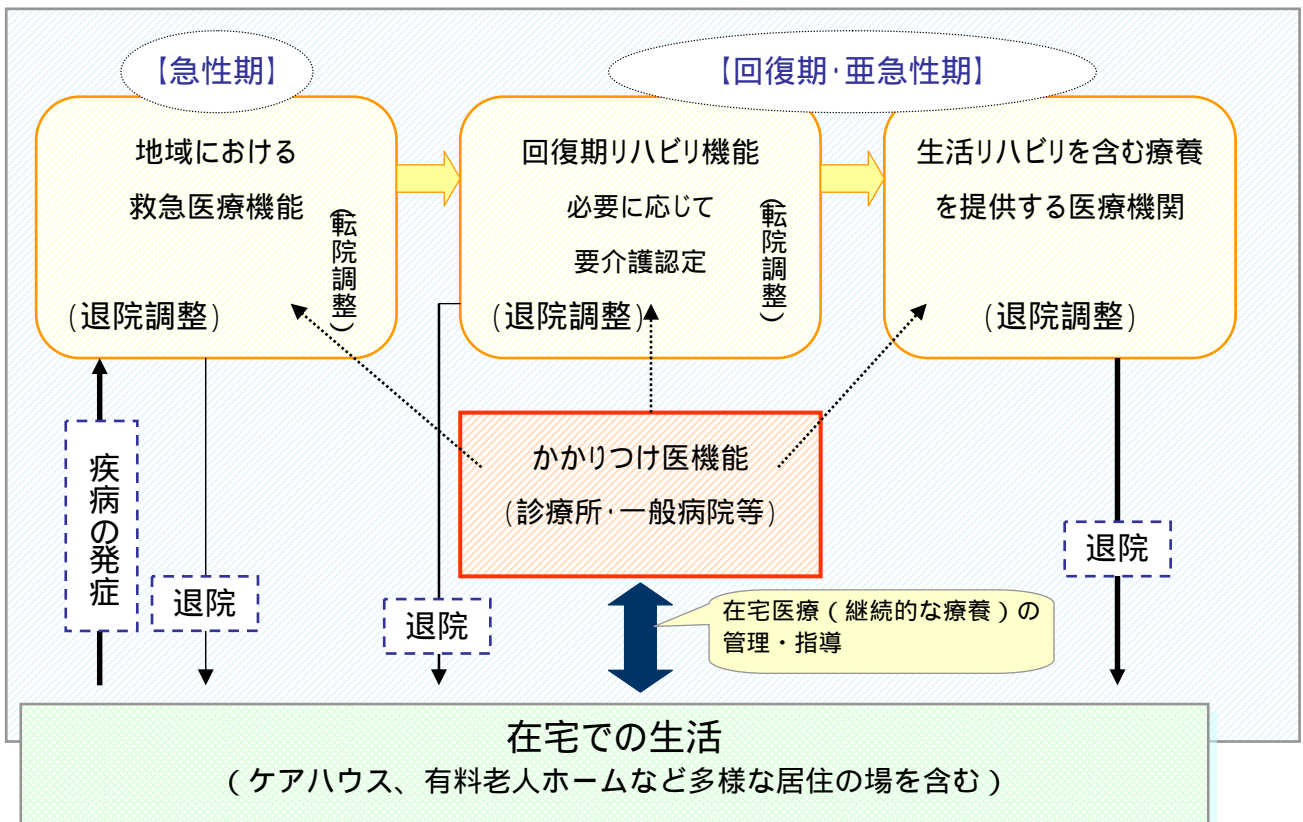 【急性期】
【回復期・亜急性期】
地域における
救急医療機能
(転院調整)
(退院調整)
回復期リハビリ機能
必要に応じて
要介護認定
(転院調整)
(退院調整)
生活リハビリを含む療養
を提供する医療機関
(退院調整)
かかりつけ医機能
(診療所・一般病院等)
疾病の発症
退院
退院
退院
在宅医療(継続的な療養)の
管理・指導
在宅での生活
(ケアハウス、有料老人ホームなど多様な居住の場を含む)